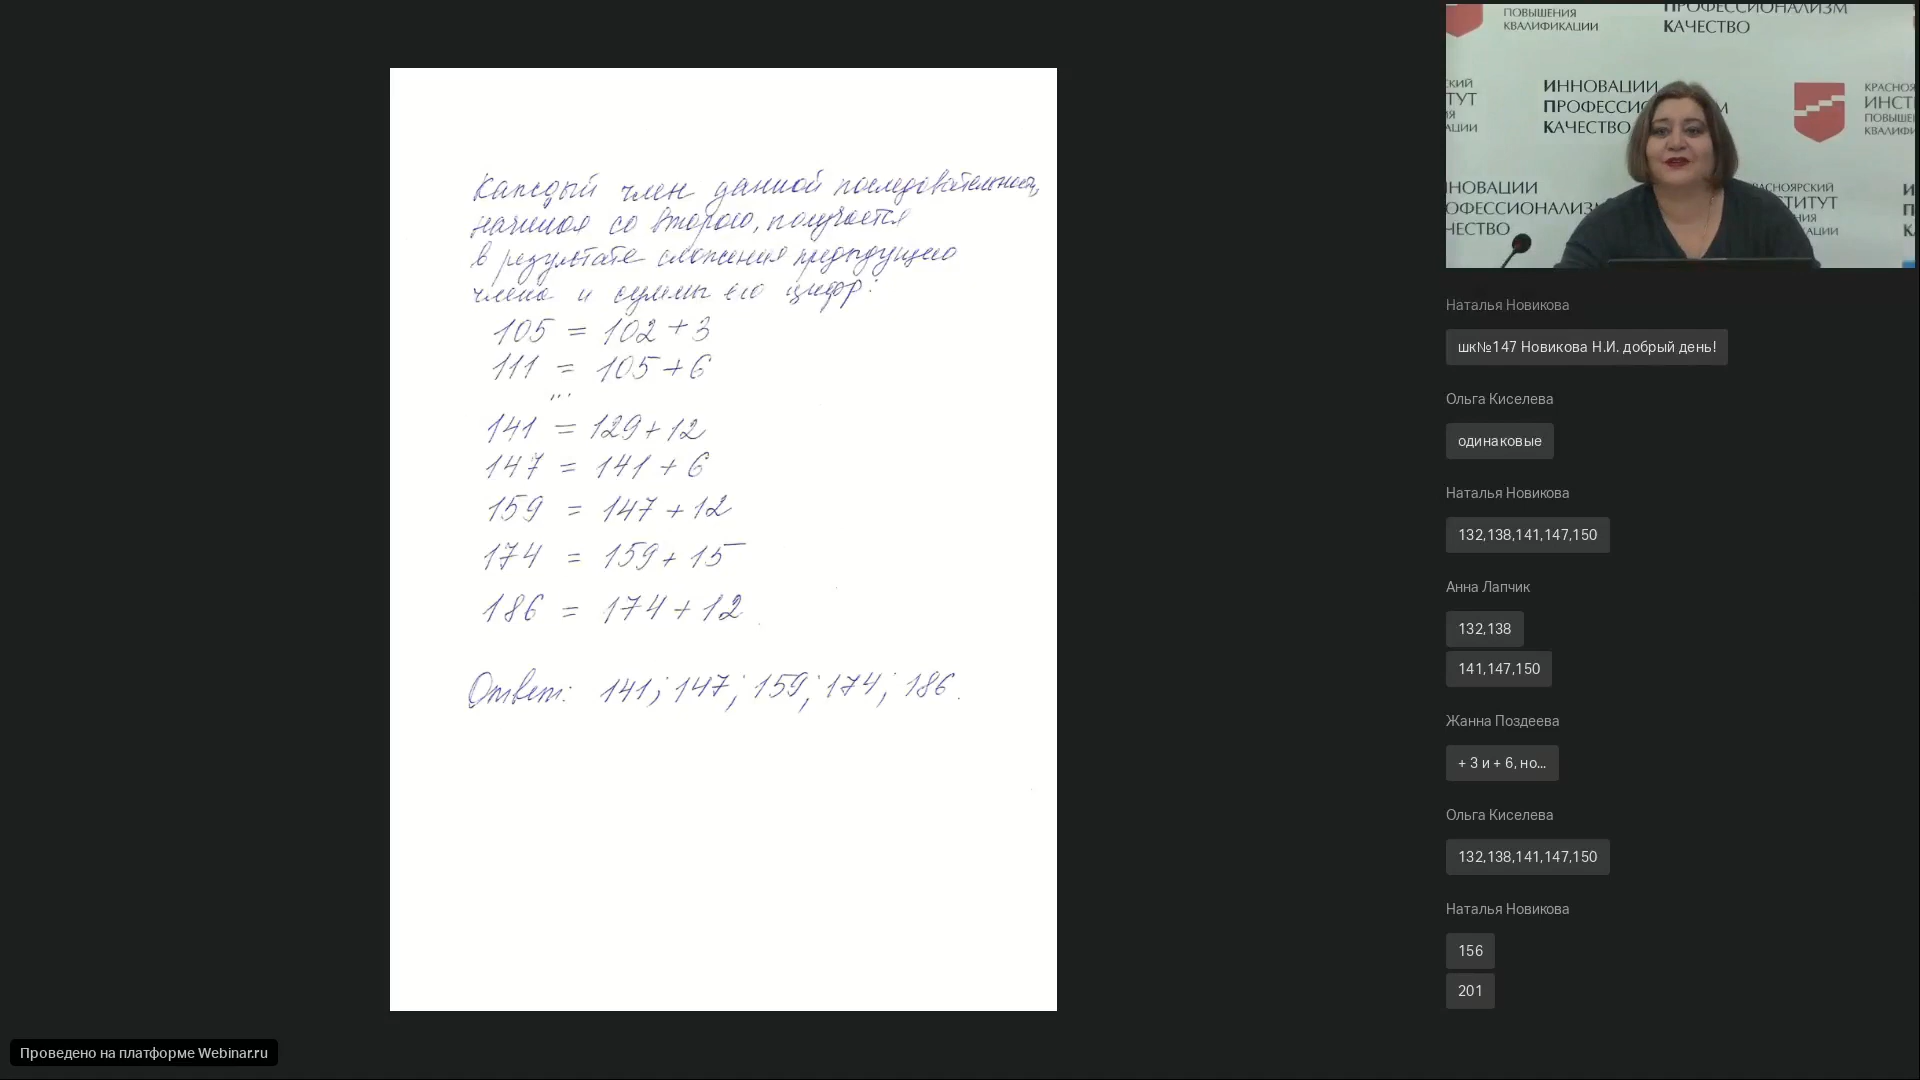 Каждый член данной последовательности,
начиная со второго, получается
в результате сложения предыдущего
члена и суммы его цифр:
105 = 102 + 3
111 = 105 + 6
...
141 = 129 + 12
147 = 141 + 6
159 = 147 + 12
174 = 159 + 15
186 = 174 + 12.
Ответ: 141; 147; 159; 174; 186.
ПОВЫШЕНИЯ
КВАЛИФИКАЦИИ
ПРОФЕССИОНАЛИЗМ
КАЧЕСТВО
ИННОВАЦИИ
КАЧЕСТВО
Наталья Новикова
шк№147 Новикова Н.И. добрый день!
Ольга Киселева
одинаковые
Наталья Новикова
132,138,141,147,150
Анна Лапчик
132,138
141,147,150
Жанна Поздеева
+ 3 и + 6, но...
Ольга Киселева
132,138,141,147,150
Наталья Новикова
156
201
Проведено на платформе Webinar.ru